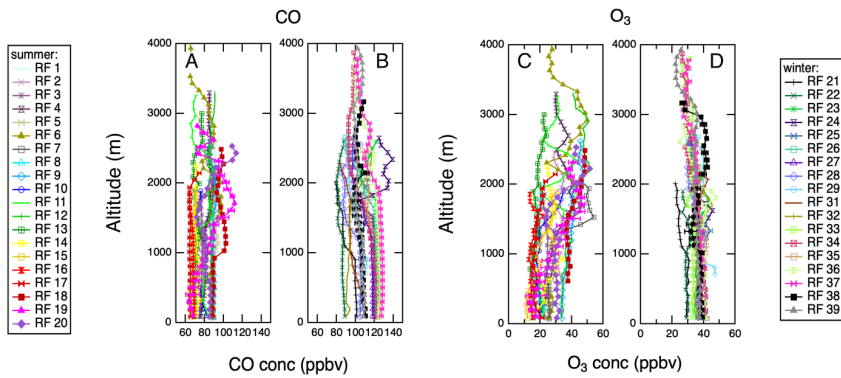 CO
O3
summer:
RF 1
RF 2
RF 3
RF 4
RF 5
RF 6
RF 7
RF 8
RF 9
RF 10
RF 11
RF 12
RF 13
RF 14
RF 15
RF 16
RF 17
RF 18
RF 19
RF 20
Altitude (m)
4000
3000
2000
1000
0
A
60 80 100 120 140
4000
3000
2000
1000
0
B
60 80 100 120 140
CO conc (ppbv)
Altitude (m)
4000
3000
2000
1000
0
C
0 20 40 60
4000
3000
2000
1000
0
D
0 20 40 60
O3 conc (ppbv)
winter:
RF 21
RF 22
RF 23
RF 24
RF 25
RF 26
RF 27
RF 28
RF 29
RF 31
RF 32
RF 33
RF 34
RF 35
RF 36
RF 37
RF 38
RF 39